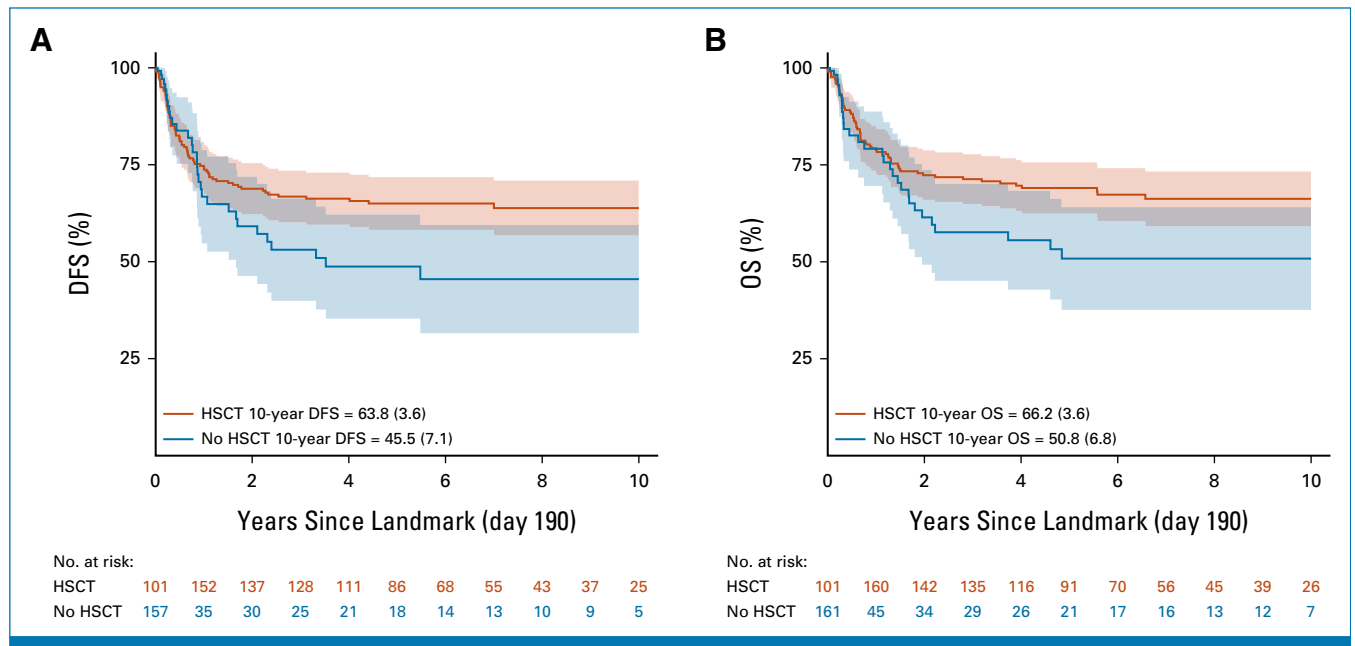 A
100
75
50
25
DFS (%)
HSCT 10-year DFS = 63.8 (3.6)
No HSCT 10-year DFS = 45.5 (7.1)
0 2 4 6 8 10
Years Since Landmark (day 190)
No. at risk:
HSCT 101 152 137 128 111 86 68 55 43 37 25
No HSCT 157 35 30 25 21 18 14 13 10 9 5
B
100
75
50
25
OS (%)
HSCT 10-year OS = 66.2 (3.6)
No HSCT 10-year OS = 50.8 (6.8)
0 2 4 6 8 10
Years Since Landmark (day 190)
No. at risk:
HSCT 101 160 142 135 116 91 70 56 45 39 26
No HSCT 161 45 34 29 26 21 17 16 13 12 7